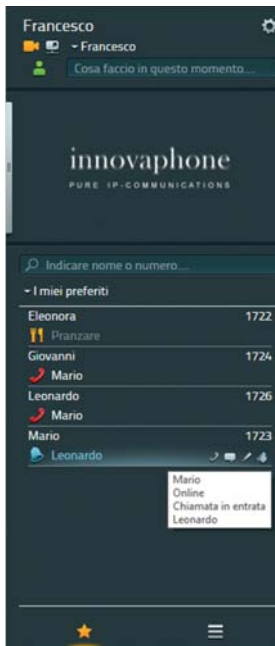 Francesco
Francesco
Cosa faccio in questo momento....
innovaphone
PURE IP-COMMUNICATIONS
Indicare nome o numero....
I miei preferiti
Eleonora 1722
Pranzare
Giovanni 1724
Mario
Leonardo 1726
Mario
Mario 1723
Leonardo
Mario
Online
Chiamata in entrata
Leonardo